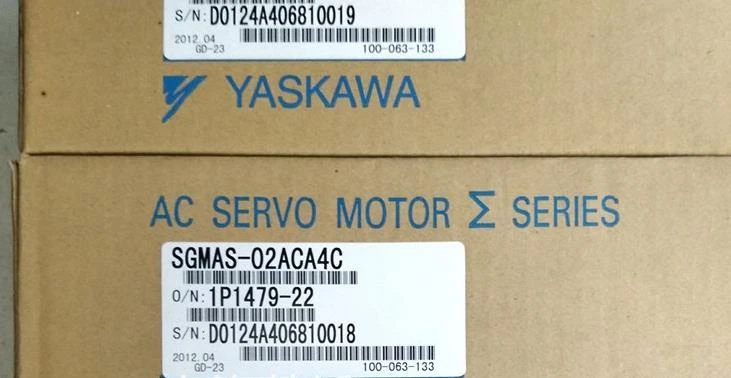 S/N: D0124A406810019
2012.04
GD-23 100-063-133
YASKAWA
AC SERVO MOTOR Σ SERIES
SGMAS-02ACA4C
O/N: 1P1479-22
S/N: D0124A406810018
2012.04
GD-23 100-063-133